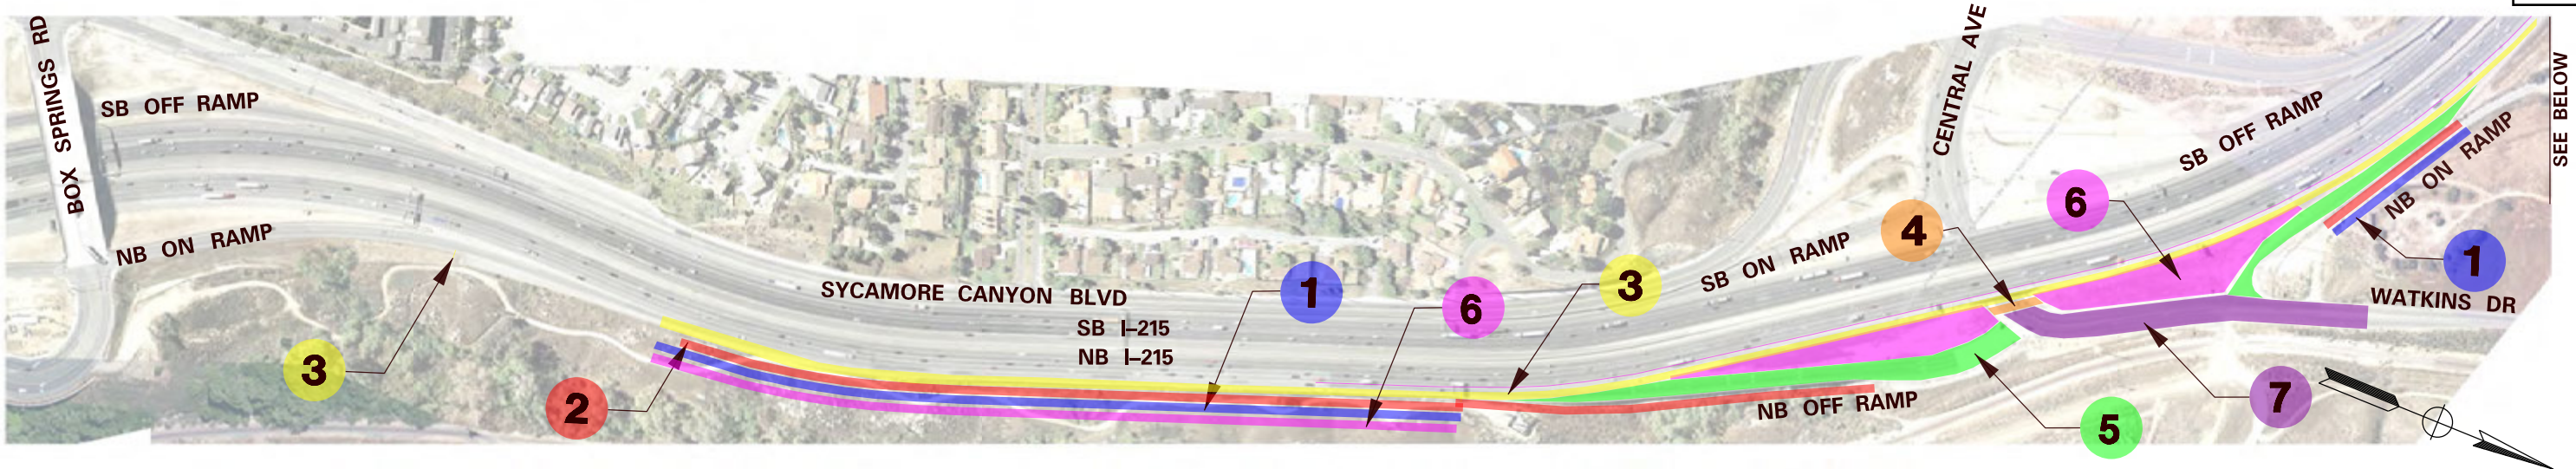 BOX SPRINGS RD
SB OFF RAMP
NB ON RAMP
3
2
SYCAMORE CANYON BLVD
SB I-215
NB I-215
1
6
3
SB ON RAMP
CENTRAL AVE
4
6
SB OFF RAMP
NB ON RAMP
1
WATKINS DR
NB OFF RAMP
5
7
SEE BELOW